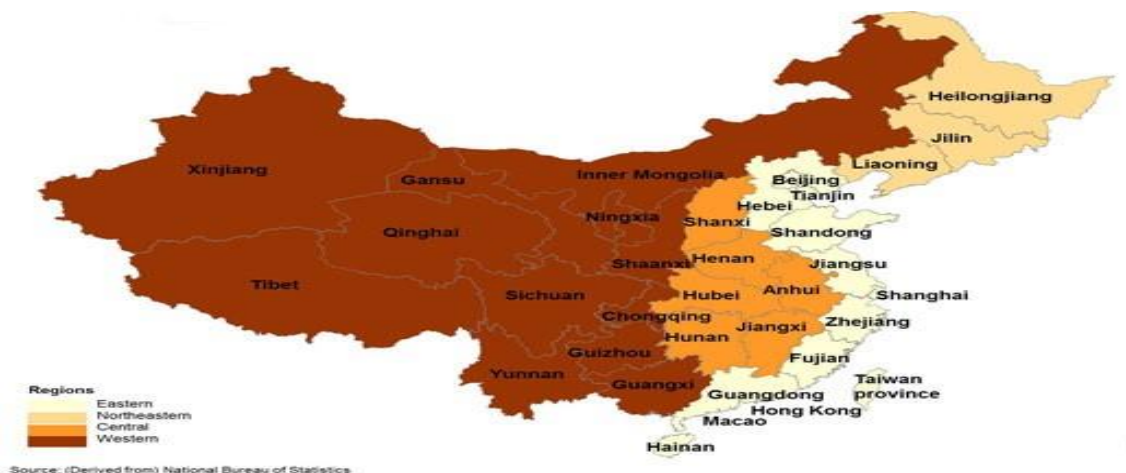 Heilongjiang
Jilin
Liaoning
Xinjiang
Gansu
Inner Mongolia
Beijing
Tianjin
Hebei
Ningxia
Shanxi
Qinghai
Shandong
Henan
Shaanxi
Jiangsu
Tibet
Sichuan
Hubei
Anhui
Shanghai
Chongqing
Jiangxi
Zhejiang
Hunan
Guizhou
Fujian
Yunnan
Guangxi
Taiwan
province
Guangdong
Hong Kong
Macao
Hainan
Regions
Eastern
Northeastern
Central
Western
Source: (Derived from) National Bureau of Statistics